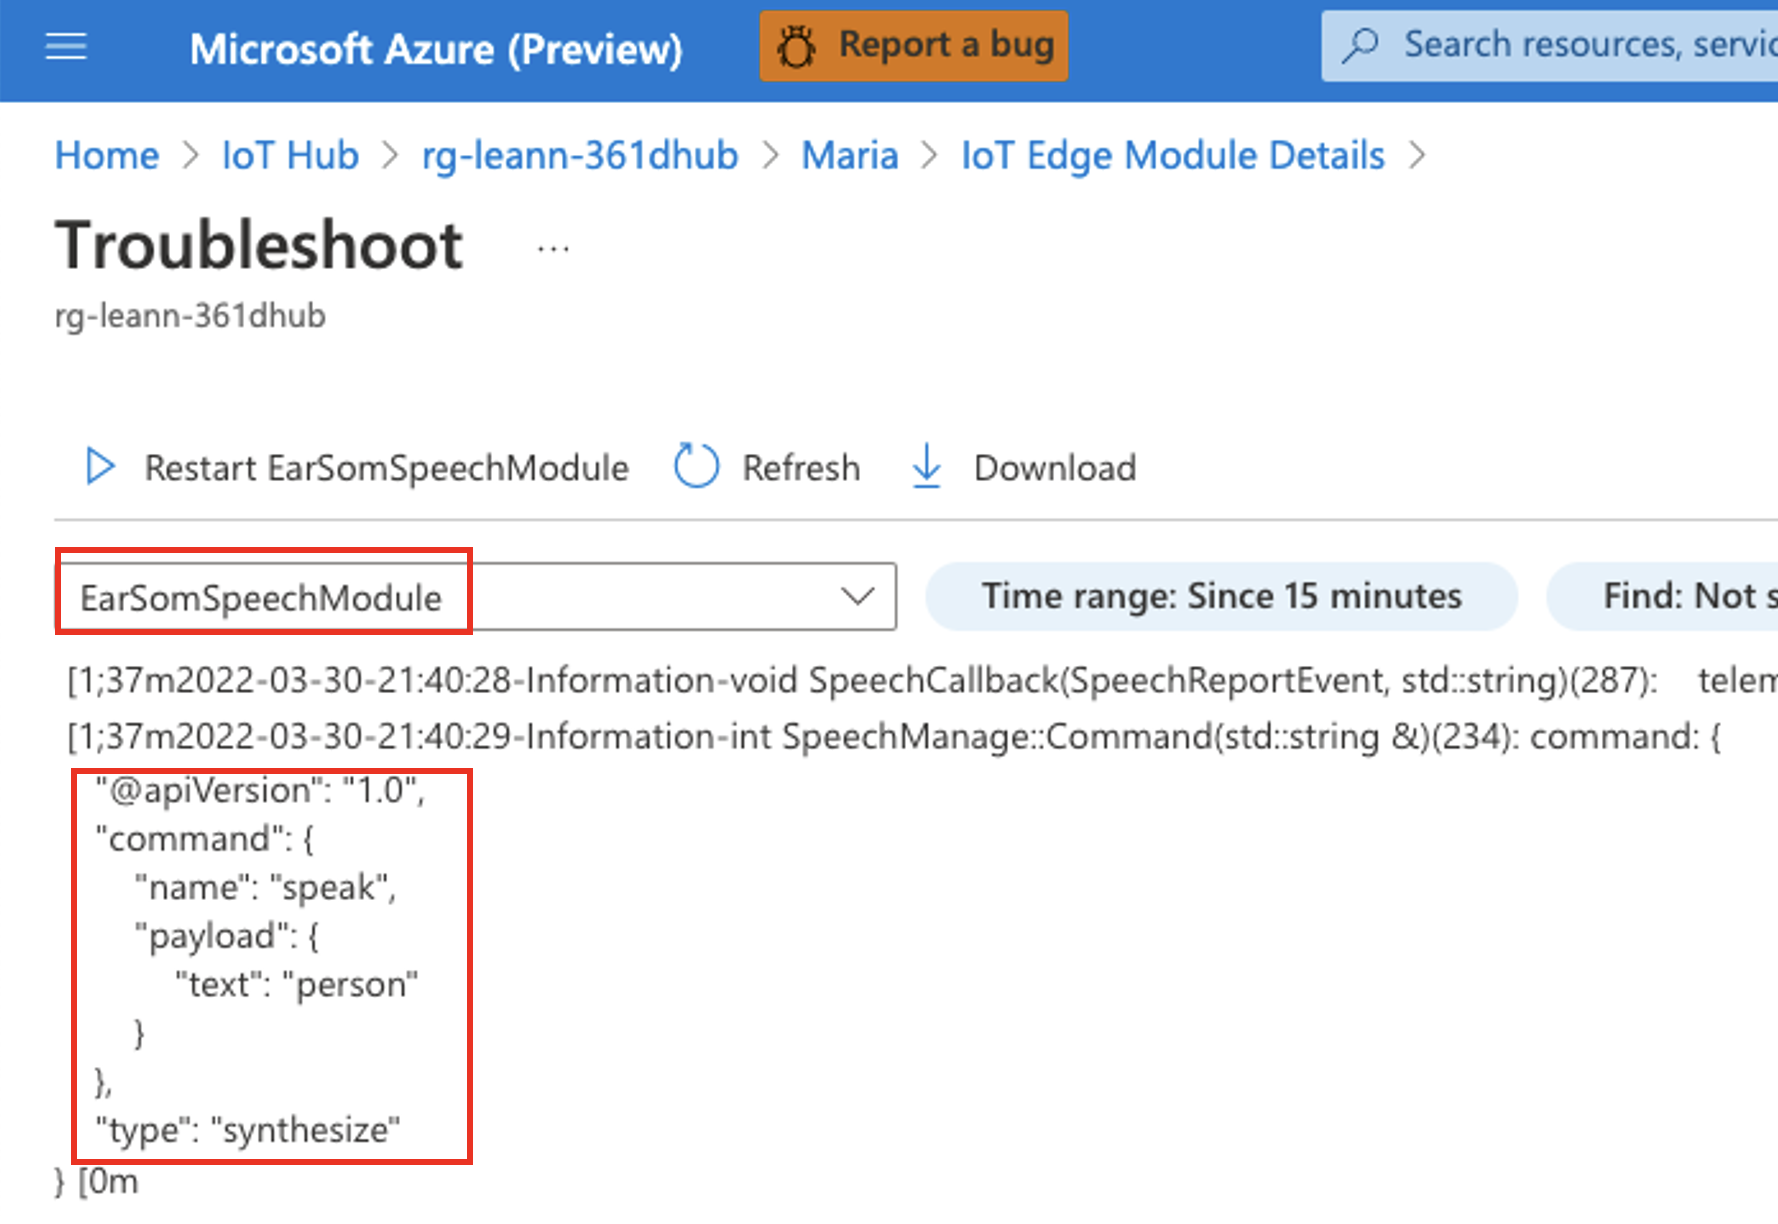 Microsoft Azure (Preview) Report a bug Search resources,
Home > IoT Hub > rg-leann-361dhub > Maria > IoT Edge Module Details >
Troubleshoot ...
rg-leann-361dhub
Restart EarSomSpeechModule Refresh Download
EarSomSpeechModule Time range: Since 15 minutes Find: Not
[1;37m2022-03-30-21:40:28-Information-void SpeechCallback(SpeechReportEvent, std::string)(287):
[1;37m2022-03-30-21:40:29-Information-int SpeechManage::Command(std::string &)(234): command: {
"@apiVersion": "1.0",
"command": {
"name": "speak",
"payload": {
"text": "person"
}
},
"type": "synthesize"
} [0m